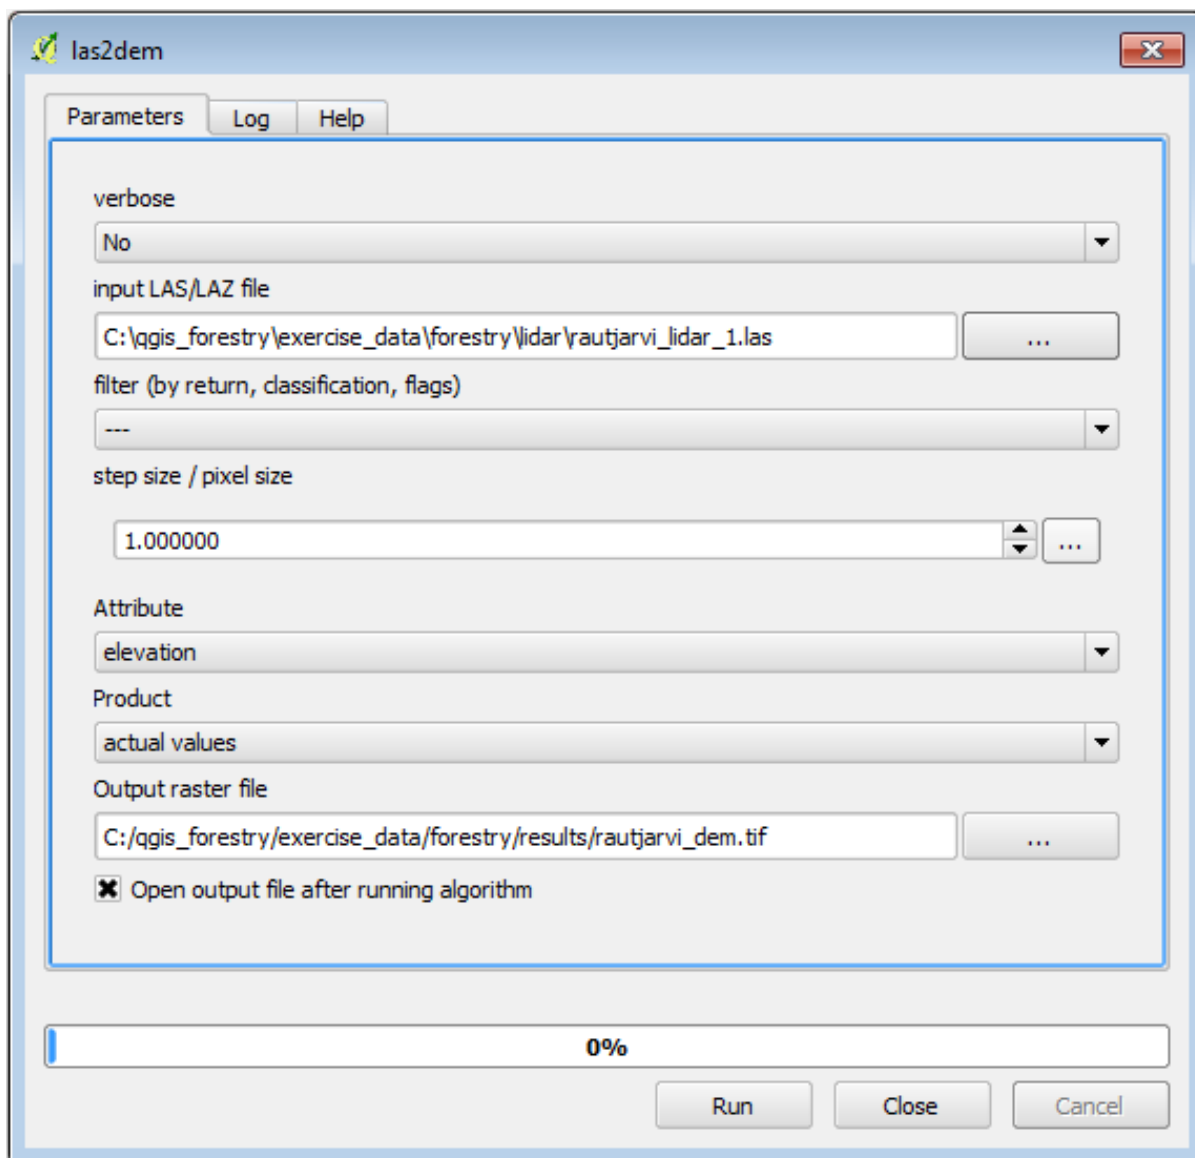 las2dem
Parameters Log Help
verbose
No
input LAS/LAZ file
C:\qgis_forestry\exercise_data\forestry\lidar\rautjarvi_lidar_1.las ...
filter (by return, classification, flags)
---
step size / pixel size
1.000000 ...
Attribute
elevation
Product
actual values
Output raster file
C:/qgis_forestry/exercise_data/forestry/results/rautjarvi_dem.tif ...
Open output file after running algorithm
0%
Run Close Cancel